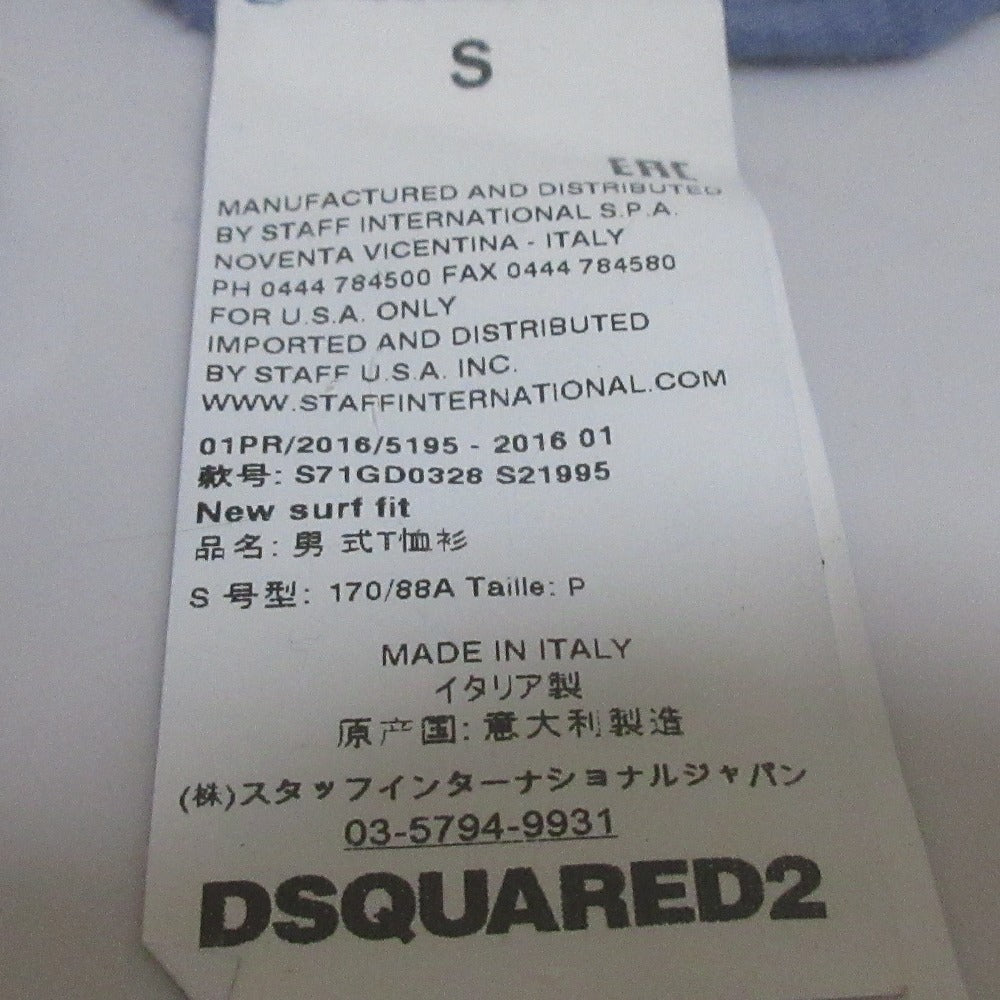 S
EAC
MANUFACTURED AND DISTRIBUTED
BY STAFF INTERNATIONAL S.P.A.
NOVENTA VICENTINA - ITALY
PH 0444 784500 FAX 0444 784580
FOR U.S.A. ONLY
IMPORTED AND DISTRIBUTED
BY STAFF U.S.A. INC.
WWW.STAFFINTERNATIONAL.COM
01PR/2016/5195 - 2016 01
款号: S71GD0328 S21995
New surf fit
品名: 男 式T恤衫
S 号型: 170/88A Taille: P
MADE IN ITALY
イタリア製
原产国: 意大利製造
(株)スタッフインターナショナルジャパン
03-5794-9931
DSQUARED2